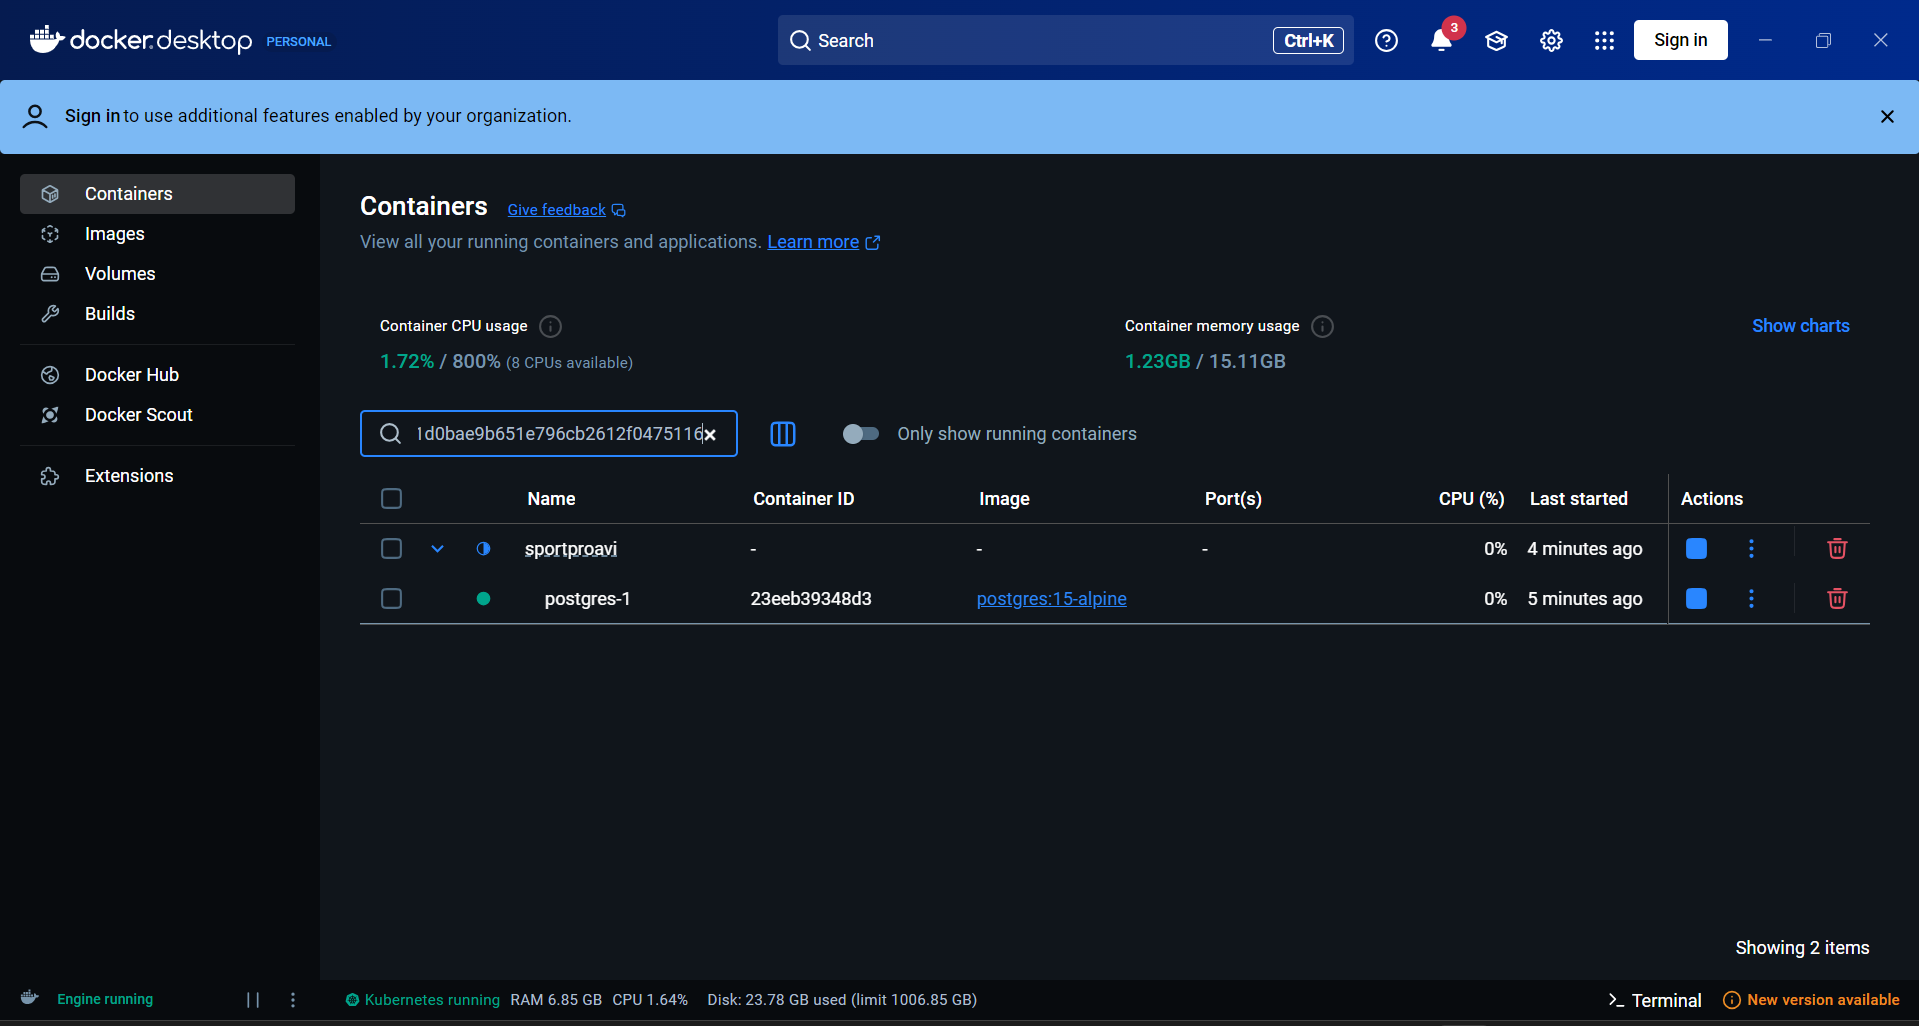 docker.desktop PERSONAL
Search Ctrl+K
3
Sign in
Sign in to use additional features enabled by your organization.
Containers
Images
Volumes
Builds
Docker Hub
Docker Scout
Extensions
Containers Give feedback
View all your running containers and applications. Learn more
Container CPU usage
1.72% / 800% (8 CPUs available)
Container memory usage
1.23GB / 15.11GB
Show charts
1d0bae9b651e796cb2612f0475116
Only show running containers
Name Container ID Image Port(s) CPU (%) Last started Actions
sportproavi - - - 0% 4 minutes ago
postgres-1 23eeb39348d3 postgres:15-alpine 0% 5 minutes ago
Showing 2 items
Engine running
Kubernetes running RAM 6.85 GB CPU 1.64% Disk: 23.78 GB used (limit 1006.85 GB)
Terminal
New version available